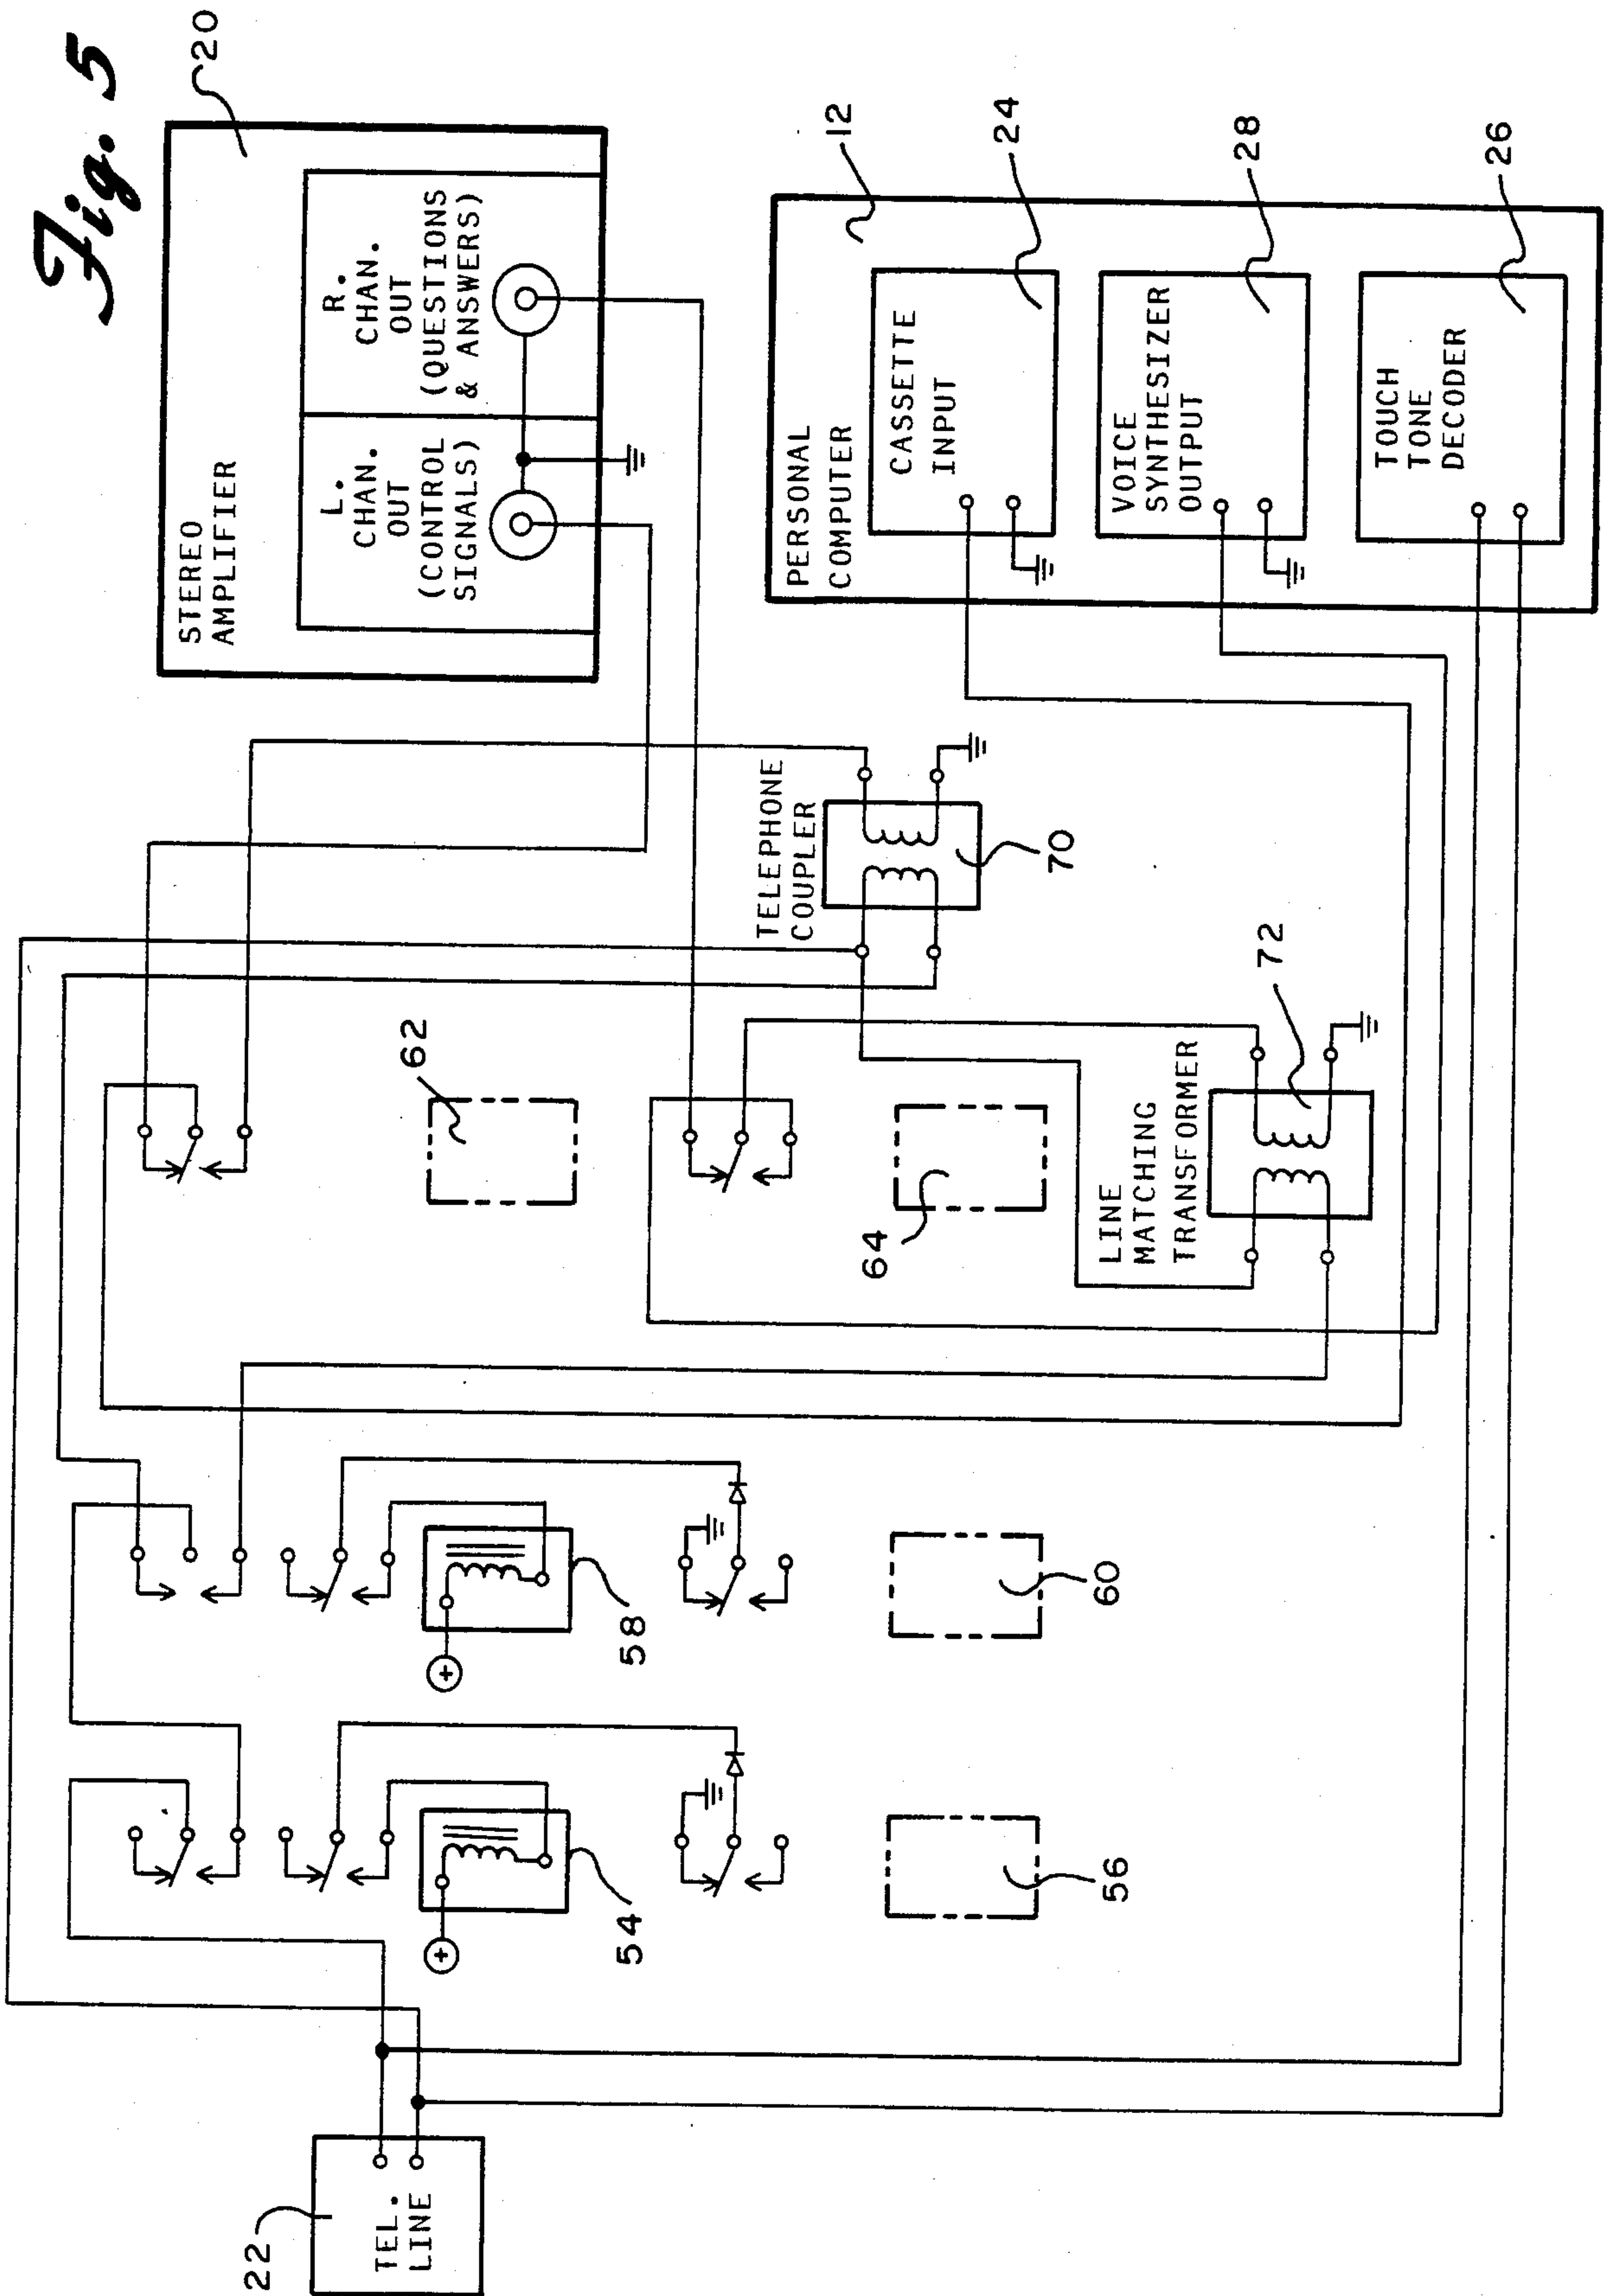 Fig. 5
20
STEREO
AMPLIFIER
L.
CHAN.
OUT
(CONTROL
SIGNALS)
R.
CHAN.
OUT
(QUESTIONS
& ANSWERS)
12
PERSONAL
COMPUTER
CASSETTE
INPUT
24
VOICE
SYNTHESIZER
OUTPUT
28
TOUCH
TONE
DECODER
26
TELEPHONE
COUPLER
70
62
64
LINE
MATCHING
TRANSFORMER
72
+
58
60
+
54
56
22
TEL.
LINE